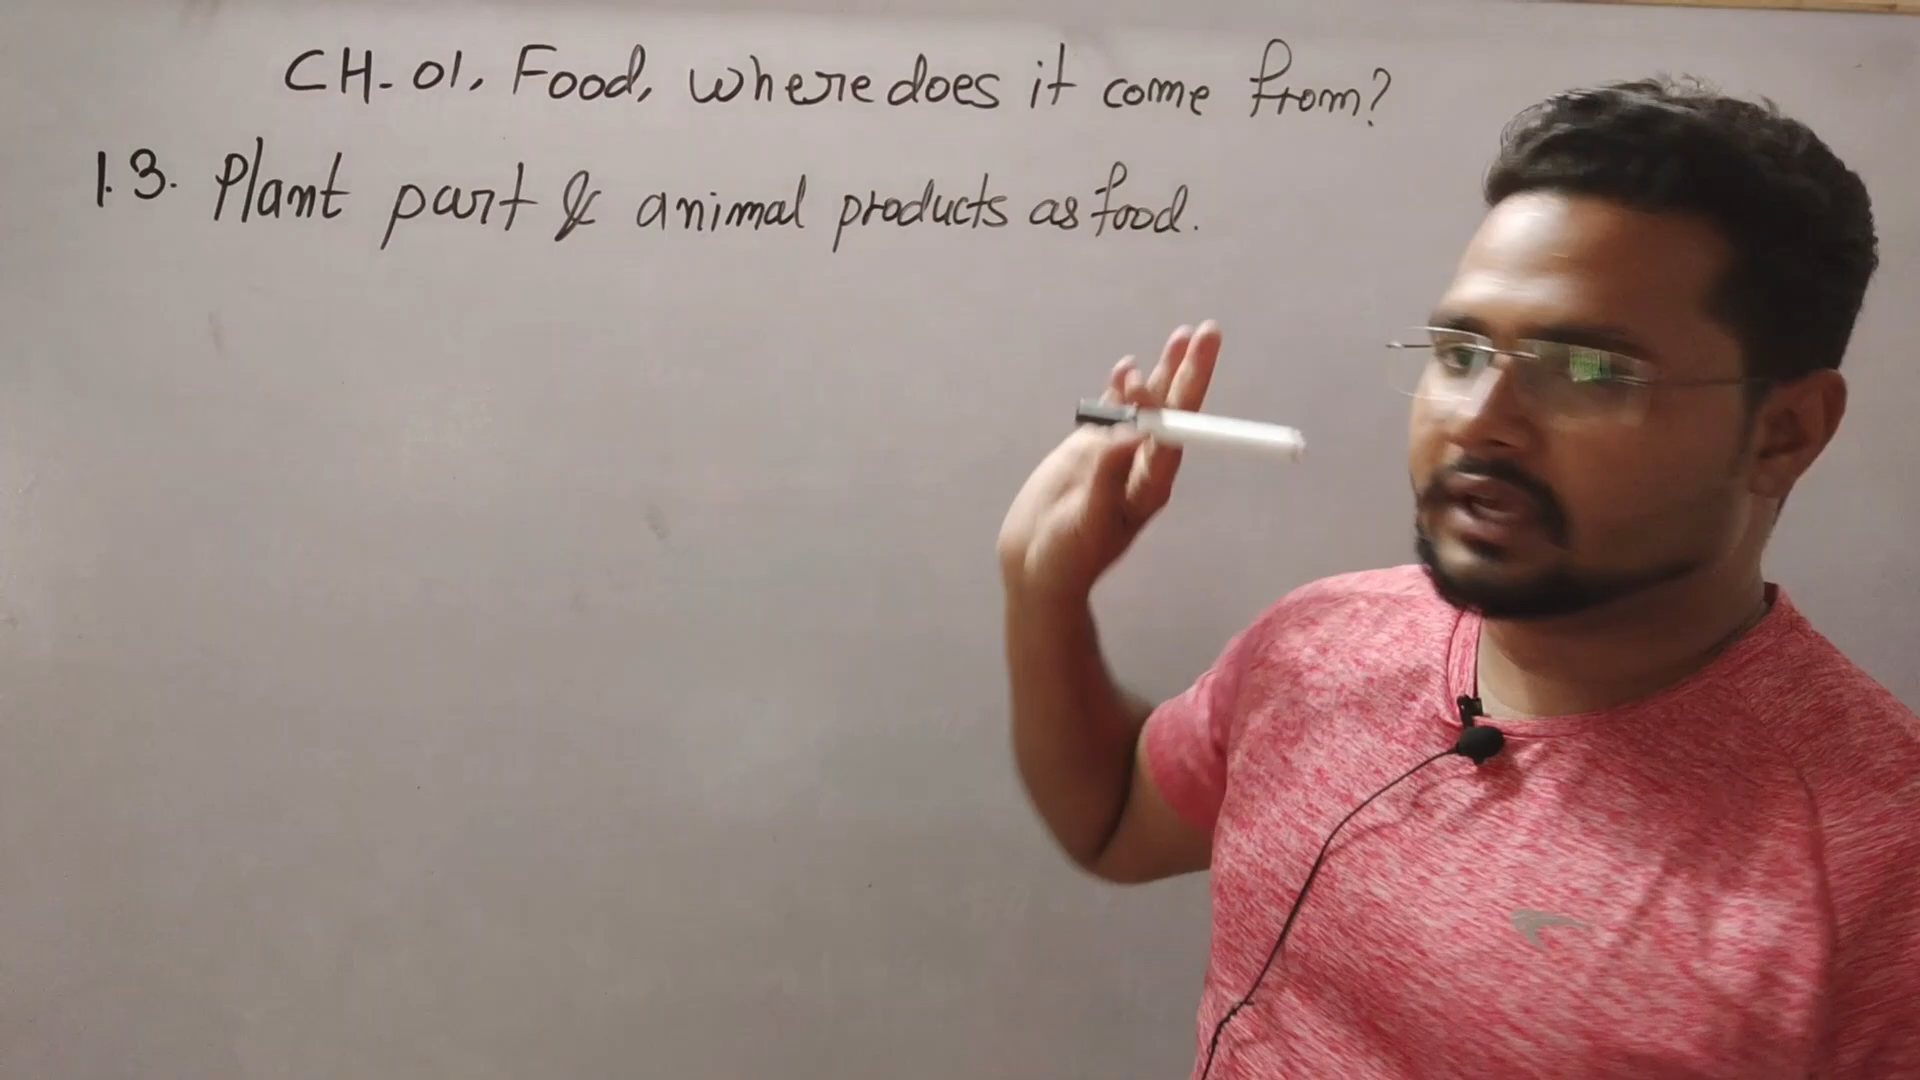 CH-01, Food, where does it come from?
1.3. Plant part & animal products as food.